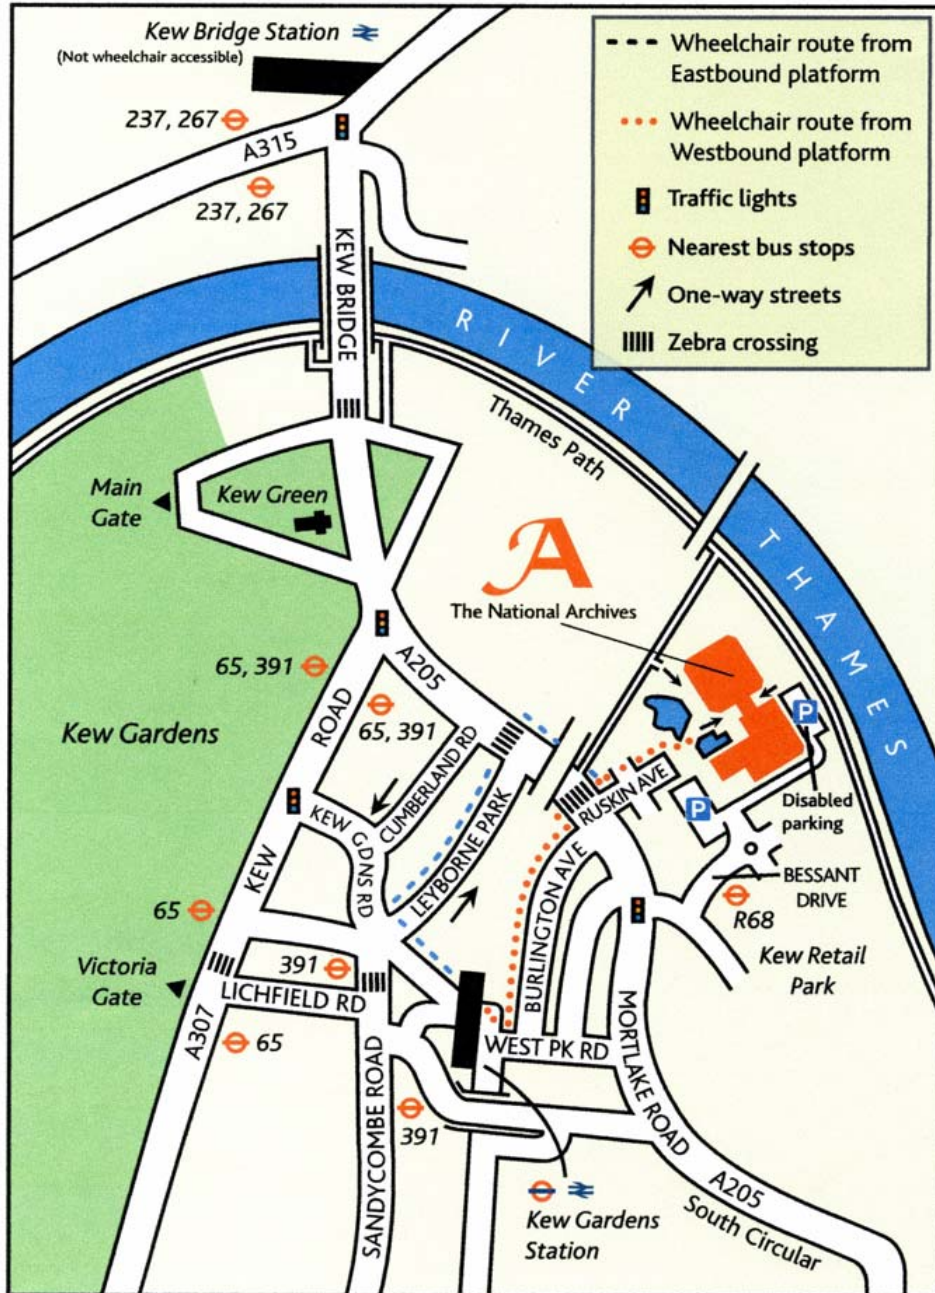 Kew Bridge Station
(Not wheelchair accessible)
237, 267
A315
237, 267
KEW BRIDGE
Wheelchair route from
Eastbound platform
Wheelchair route from
Westbound platform
Traffic lights
Nearest bus stops
One-way streets
Zebra crossing
RIVER THAMES
Thames Path
Main
Gate
Kew Green
A
The National Archives
65, 391
A205
65, 391
Kew Gardens
KEW ROAD
CUMBERLAND RD
KEW GDNS RD
LEYBORNE PARK
RUSKIN AVE
P
P
Disabled
parking
BURLINGTON AVE
BESSANT
DRIVE
R68
Kew Retail
Park
65
Victoria
Gate
391
LICHFIELD RD
A307
65
WEST PK RD
MORTLAKE ROAD
SANDYCOMBE ROAD
391
A205
South Circular
Kew Gardens
Station